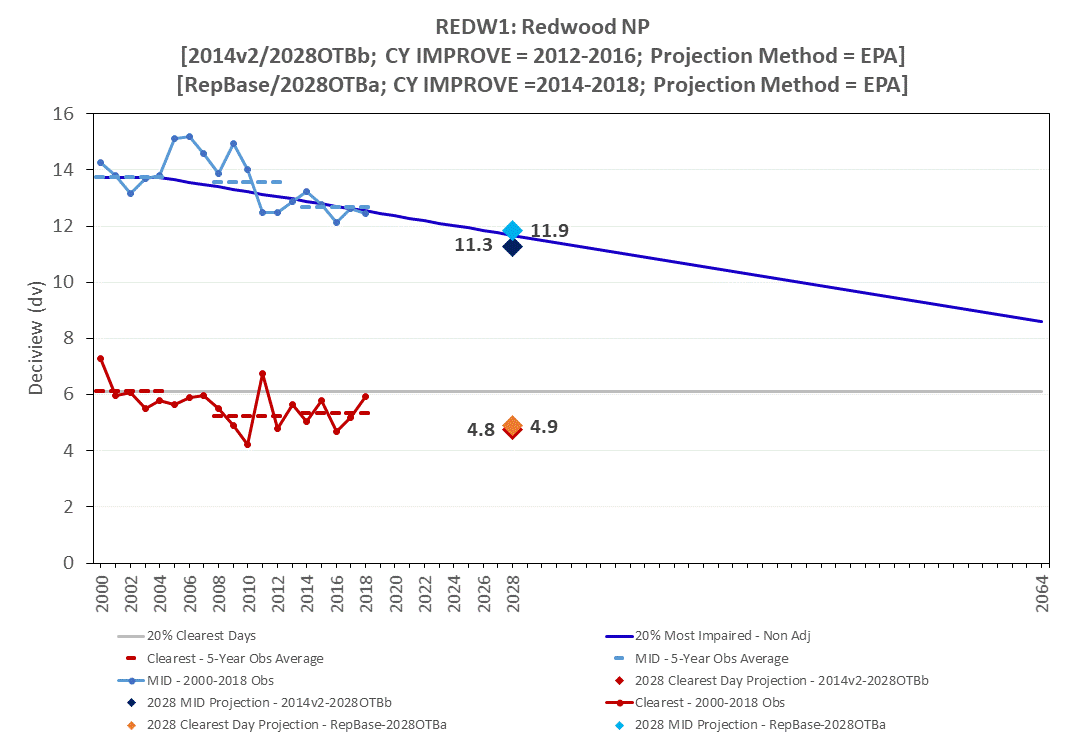 REDW1: Redwood NP
[2014v2/2028OTBb; CY IMPROVE = 2012-2016; Projection Method = EPA]
[RepBase/2028OTBa; CY IMPROVE =2014-2018; Projection Method = EPA]
16
14
12
10
8
6
4
2
0
Deciview (dv)
11.9
11.3
4.8
4.9
2000
2002
2004
2006
2008
2010
2012
2014
2016
2018
2020
2022
2024
2026
2028
2064
20% Clearest Days
20% Most Impaired - Non Adj
Clearest - 5-Year Obs Average
MID - 5-Year Obs Average
MID - 2000-2018 Obs
2028 Clearest Day Projection - 2014v2-2028OTBb
2028 MID Projection - 2014v2-2028OTBb
Clearest - 2000-2018 Obs
2028 Clearest Day Projection - RepBase-2028OTBa
2028 MID Projection - RepBase-2028OTBa